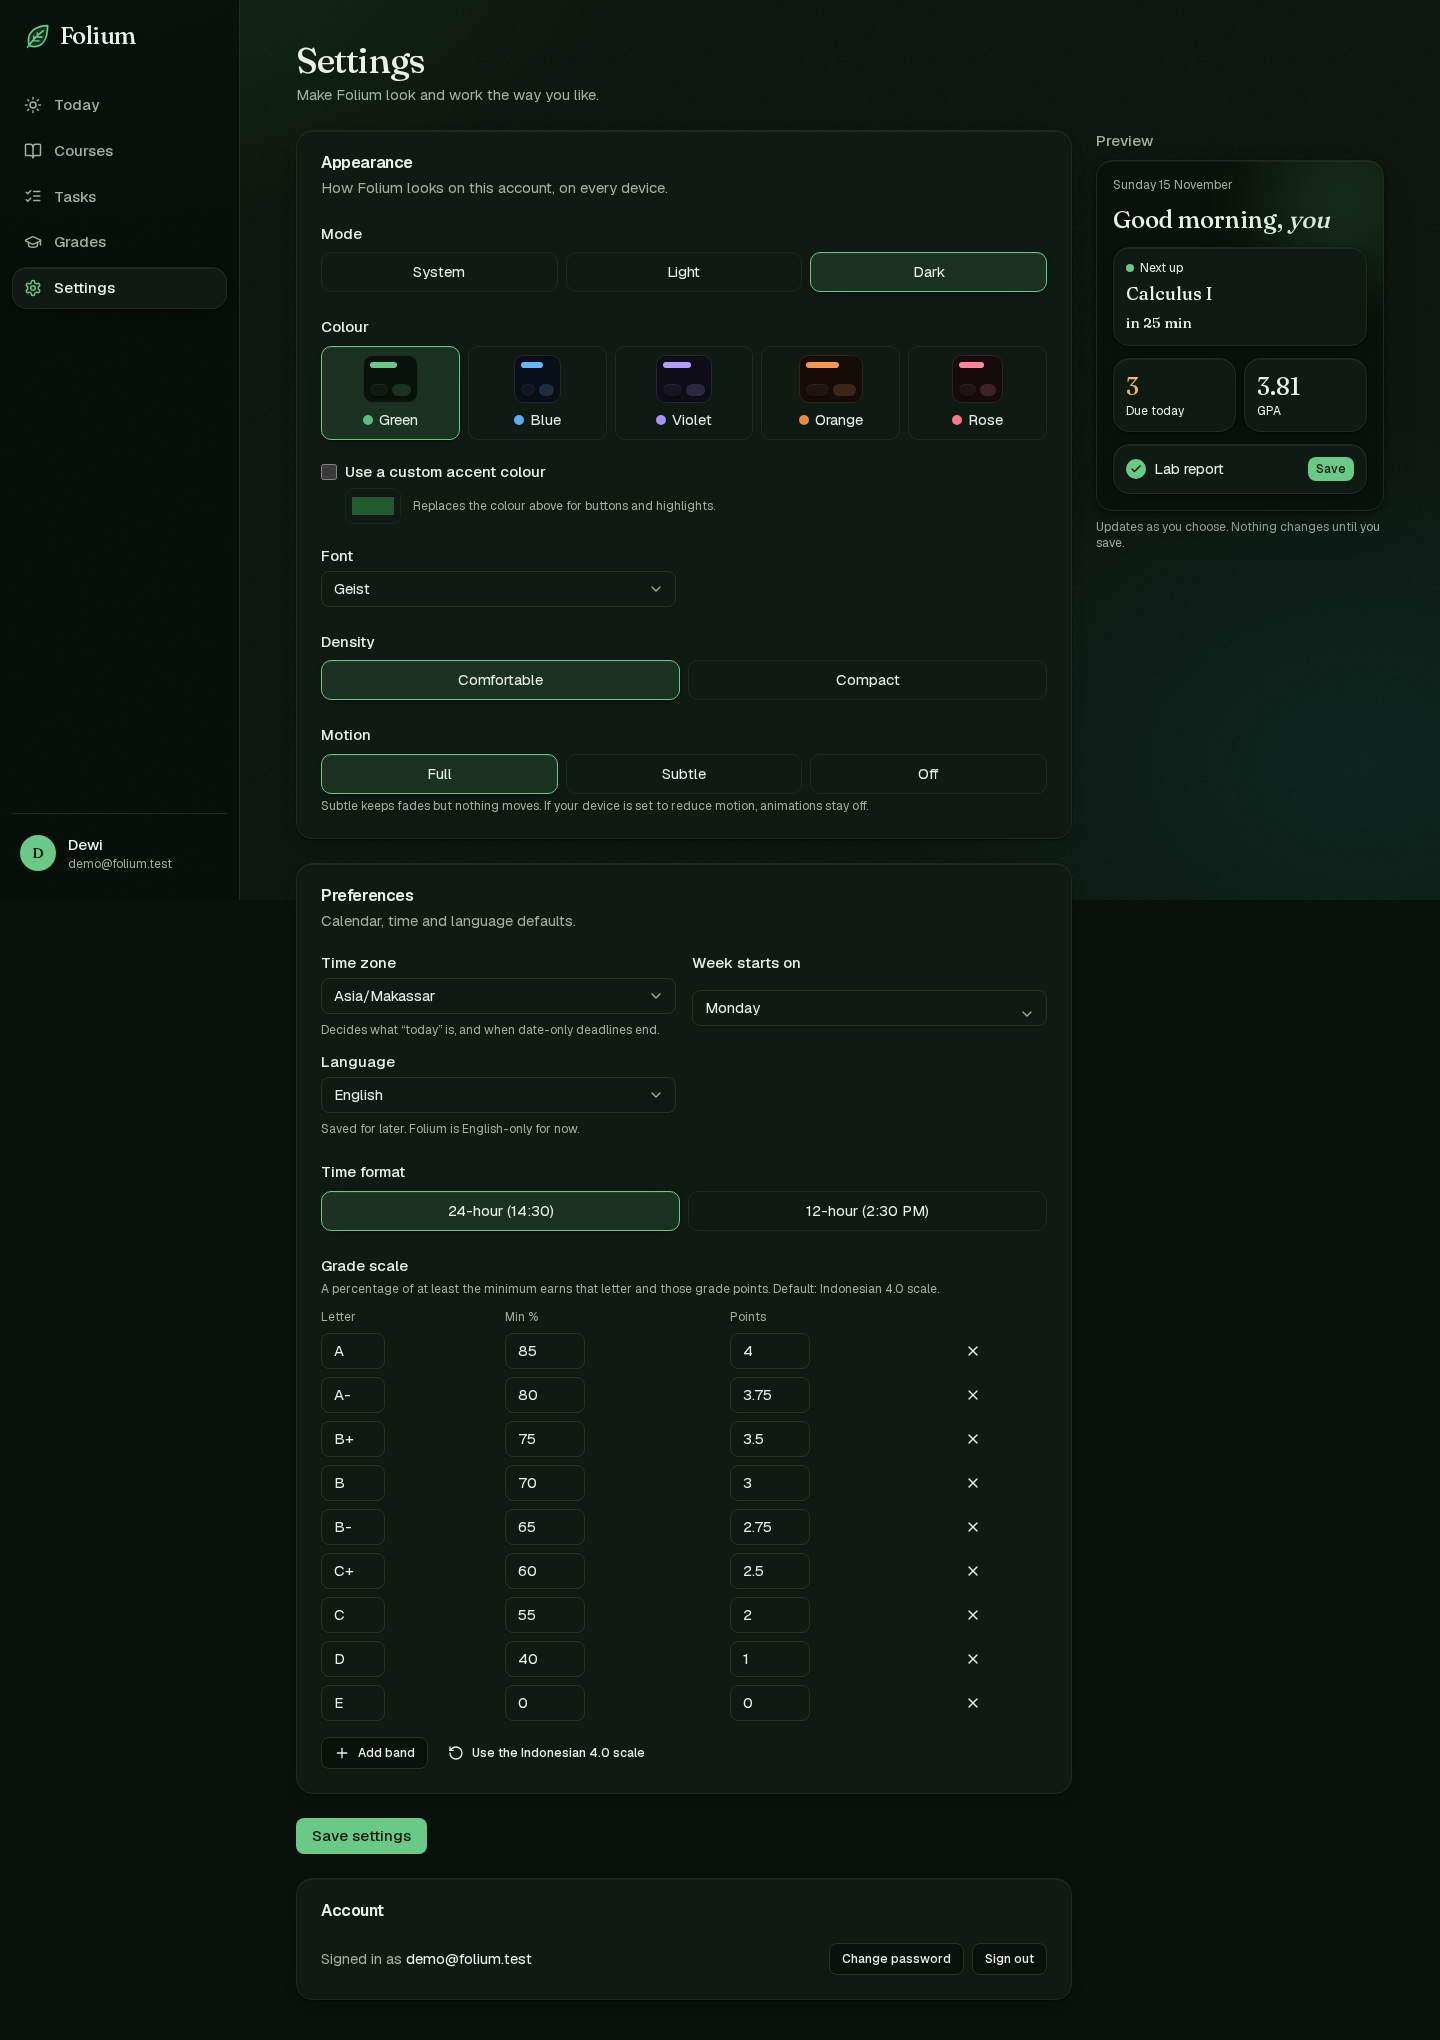 Folium
Today
Courses
Tasks
Grades
Settings
Dewi
D
demo@folium.test
Settings
Make Folium look and work the way you like.
Appearance
How Folium looks on this account, on every device.
Mode
System Light Dark
Colour
Green Blue Violet Orange Rose
Use a custom accent colour
Replaces the colour above for buttons and highlights.
Font
Geist
Density
Comfortable Compact
Motion
Full Subtle Off
Subtle keeps fades but nothing moves. If your device is set to reduce motion, animations stay off.
Preview
Sunday 15 November
Good morning, you
Next up
Calculus I
in 25 min
3 3.81
Due today GPA
Lab report Save
Updates as you choose. Nothing changes until you
save.
Preferences
Calendar, time and language defaults.
Time zone Week starts on
Asia/Makassar Monday
Decides what “today” is, and when date-only deadlines end.
Language
English
Saved for later. Folium is English-only for now.
Time format
24-hour (14:30) 12-hour (2:30 PM)
Grade scale
A percentage of at least the minimum earns that letter and those grade points. Default: Indonesian 4.0 scale.
Letter Min % Points
A 85 4
A- 80 3.75
B+ 75 3.5
B 70 3
B- 65 2.75
C+ 60 2.5
C 55 2
D 40 1
E 0 0
Add band Use the Indonesian 4.0 scale
Save settings
Account
Signed in as demo@folium.test Change password Sign out